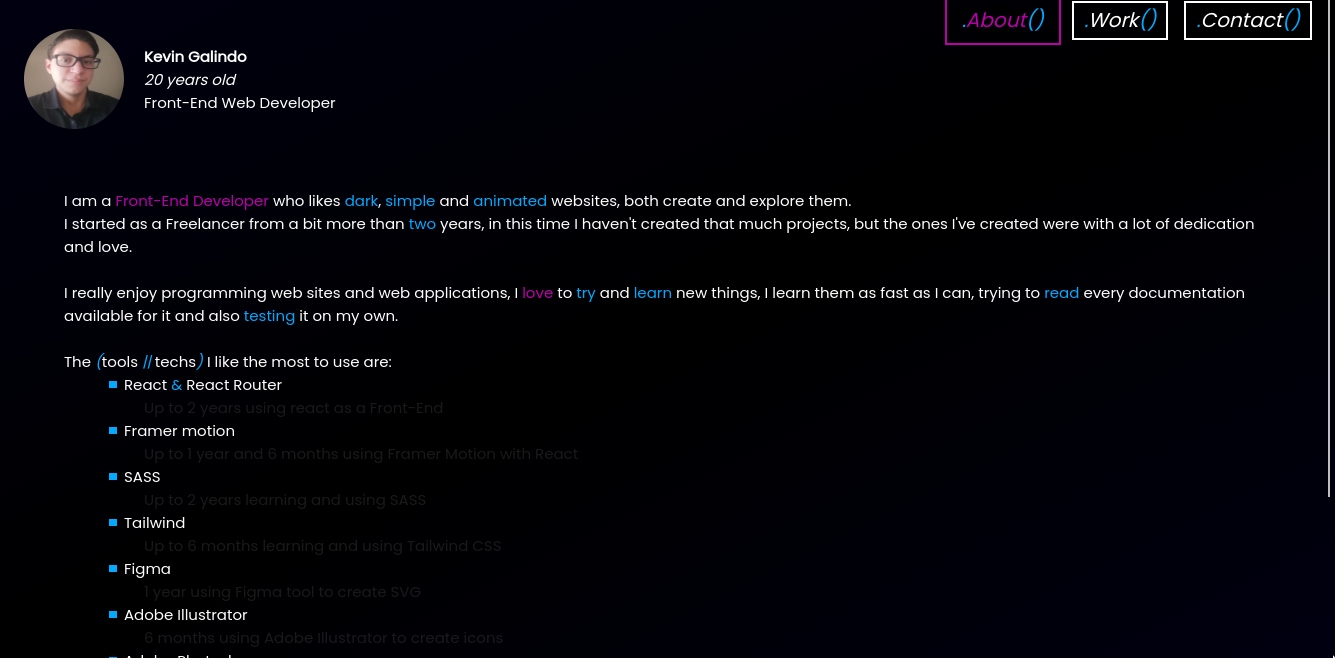 .About()
.Work()
.Contact()
Kevin Galindo
20 years old
Front-End Web Developer
I am a Front-End Developer who likes dark, simple and animated websites, both create and explore them.
I started as a Freelancer from a bit more than two years, in this time I haven't created that much projects, but the ones I've created were with a lot of dedication
and love.
I really enjoy programming web sites and web applications, I love to try and learn new things, I learn them as fast as I can, trying to read every documentation
available for it and also testing it on my own.
The (tools // techs) I like the most to use are:
React & React Router
Up to 2 years using react as a Front-End
Framer motion
Up to 1 year and 6 months using Framer Motion with React
SASS
Up to 2 years learning and using SASS
Tailwind
Up to 6 months learning and using Tailwind CSS
Figma
1 year using Figma tool to create SVG
Adobe Illustrator
6 months using Adobe Illustrator to create icons